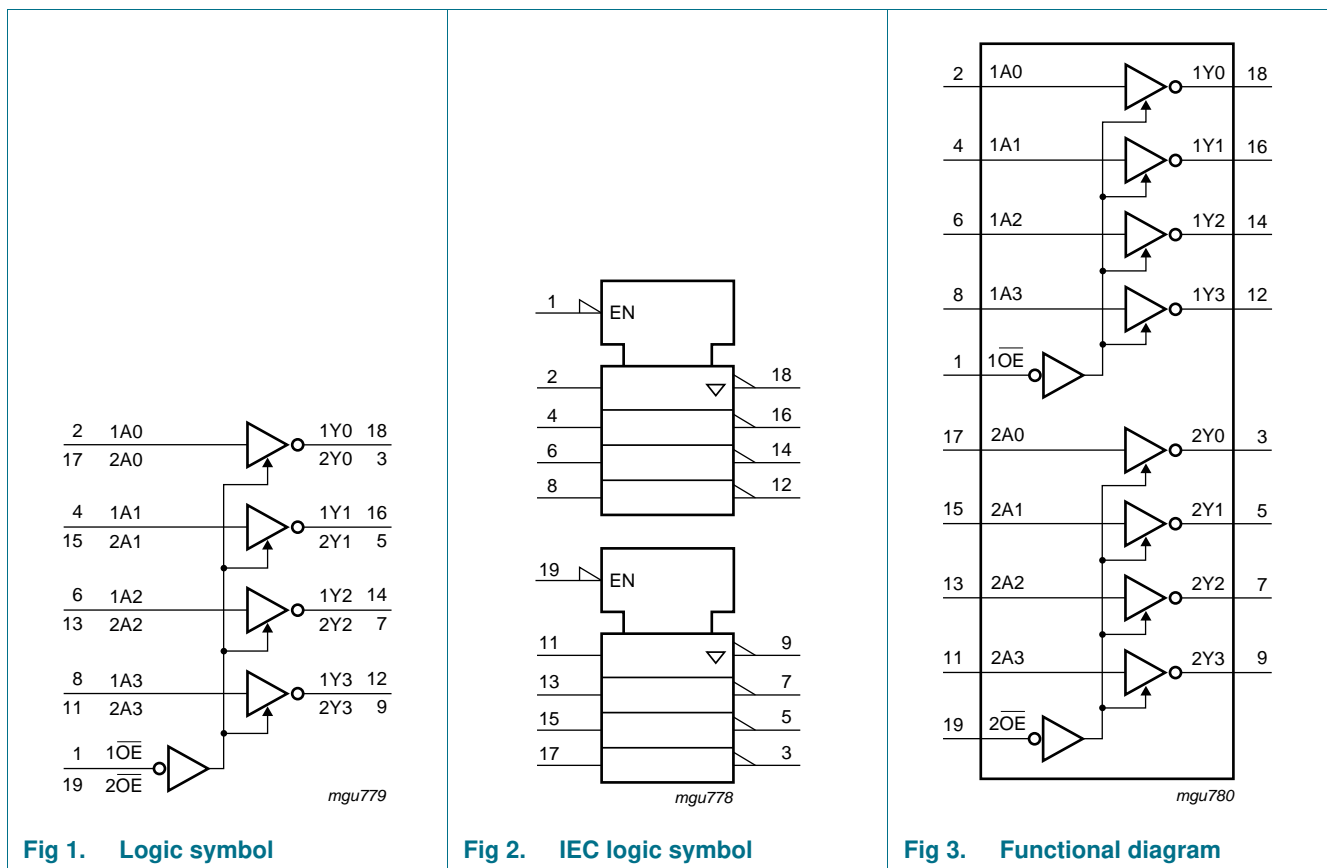 2 1A0 1Y0 18
17 2A0 2Y0 3
4 1A1 1Y1 16
15 2A1 2Y1 5
6 1A2 1Y2 14
13 2A2 2Y2 7
8 1A3 1Y3 12
11 2A3 2Y3 9
1 1O̅E̅
19 2O̅E̅
mgu779
Fig 1. Logic symbol
1 EN
2 18
4 16
6 14
8 12
19 EN
11 9
13 7
15 5
17 3
mgu778
Fig 2. IEC logic symbol
2 1A0 1Y0 18
4 1A1 1Y1 16
6 1A2 1Y2 14
8 1A3 1Y3 12
1 1O̅E̅
17 2A0 2Y0 3
15 2A1 2Y1 5
13 2A2 2Y2 7
11 2A3 2Y3 9
19 2O̅E̅
mgu780
Fig 3. Functional diagram